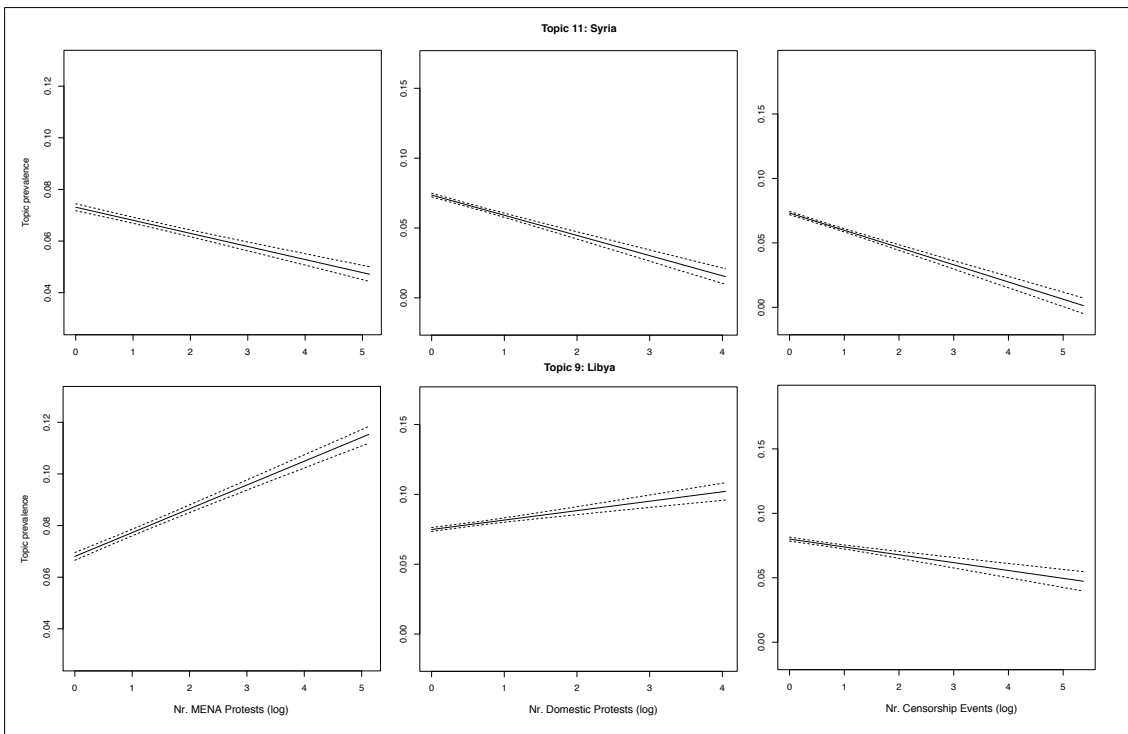 Topic 11: Syria
Topic prevalence
0.04 0.06 0.08 0.10 0.12
0 1 2 3 4 5
0.00 0.05 0.10 0.15
0 1 2 3 4
0.00 0.05 0.10 0.15
0 1 2 3 4 5
Topic 9: Libya
Topic prevalence
0.04 0.06 0.08 0.10 0.12
0 1 2 3 4 5
Nr. MENA Protests (log)
0.00 0.05 0.10 0.15
0 1 2 3 4
Nr. Domestic Protests (log)
0.00 0.05 0.10 0.15
0 1 2 3 4 5
Nr. Censorship Events (log)